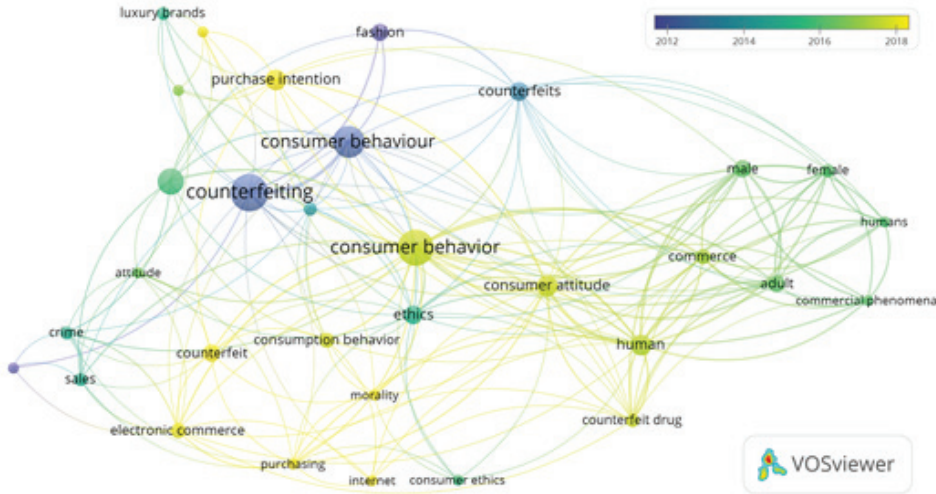 luxury brands
fashion
2012 2014 2016 2018
purchase intention
counterfeits
consumer behaviour
counterfeiting
male
female
humans
consumer behavior
commerce
attitude
consumer attitude
adult
commercial phenomena
ethics
crime
consumption behavior
human
counterfeit
sales
morality
counterfeit drug
electronic commerce
purchasing
internet
consumer ethics
VOSviewer